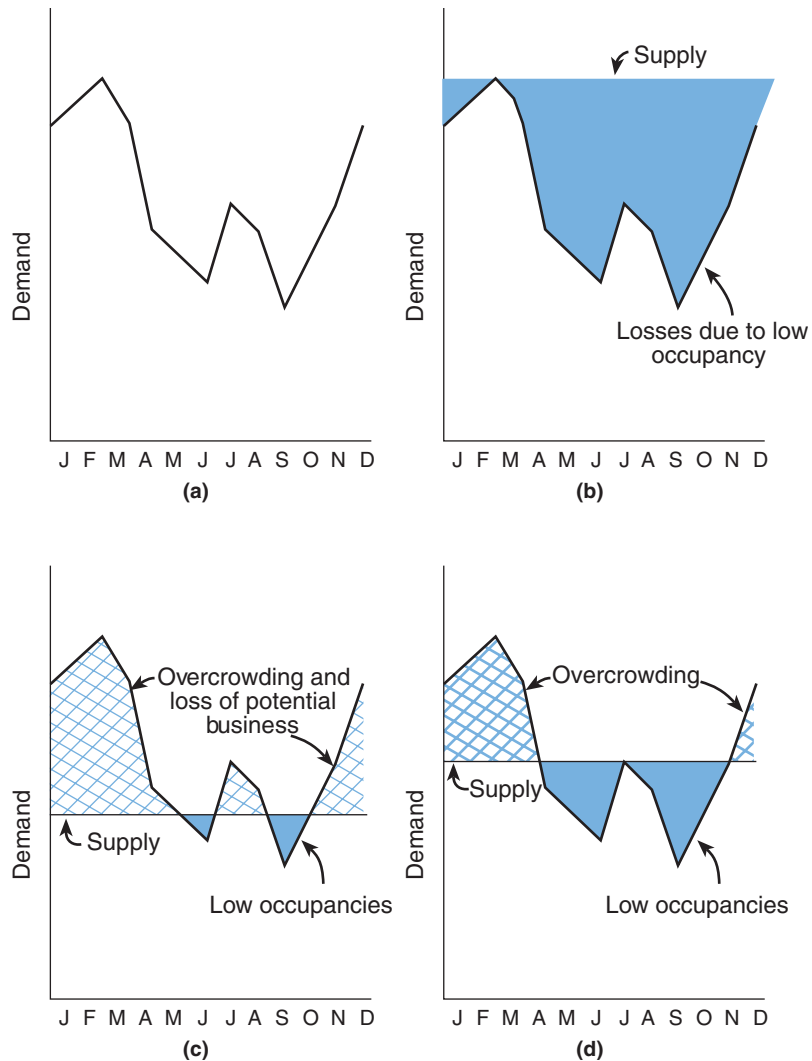 Demand
J F M A M J J A S O N D
(a)
Supply
Demand
Losses due to low
occupancy
J F M A M J J A S O N D
(b)
Overcrowding and
loss of potential
business
Supply
Demand
Low occupancies
J F M A M J J A S O N D
(c)
Overcrowding
Supply
Demand
Low occupancies
J F M A M J J A S O N D
(d)